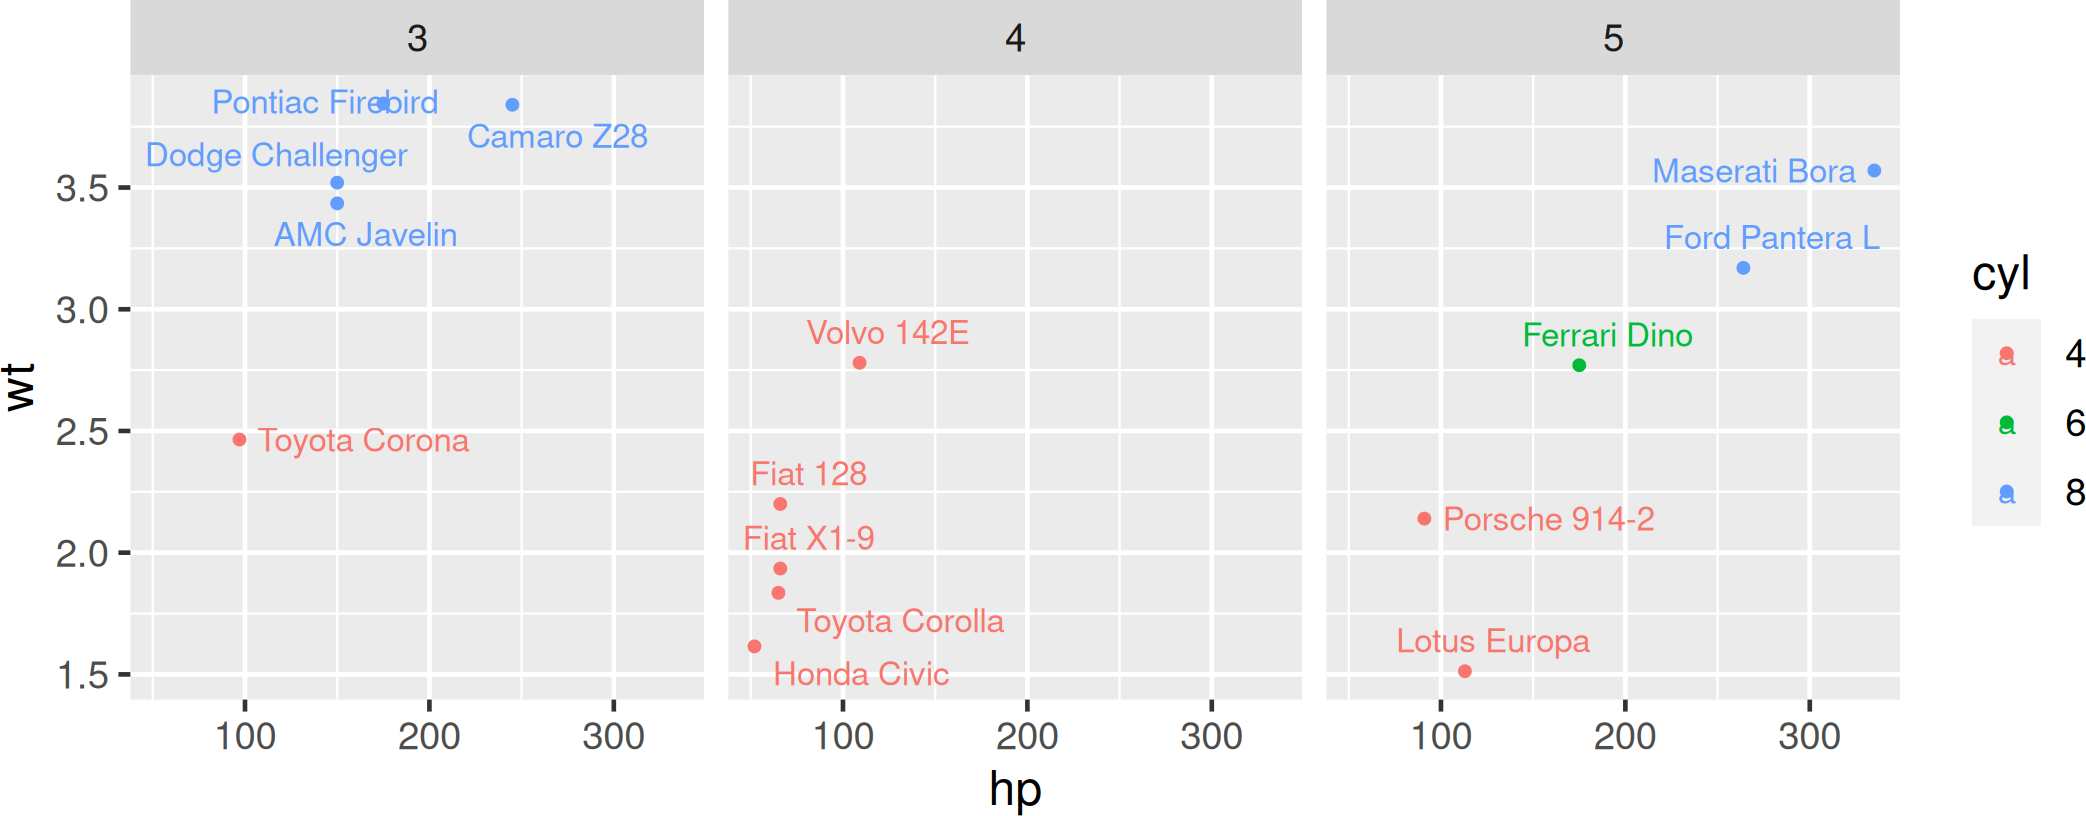 3 4 5
Pontiac Firebird
Camaro Z28
Dodge Challenger
AMC Javelin
Toyota Corona
Volvo 142E
Fiat 128
Fiat X1-9
Toyota Corolla
Honda Civic
Maserati Bora
Ford Pantera L
Ferrari Dino
Porsche 914-2
Lotus Europa
3.5
3.0
2.5
2.0
1.5
wt
100 200 300 100 200 300 100 200 300
hp
cyl
a 4
a 6
a 8